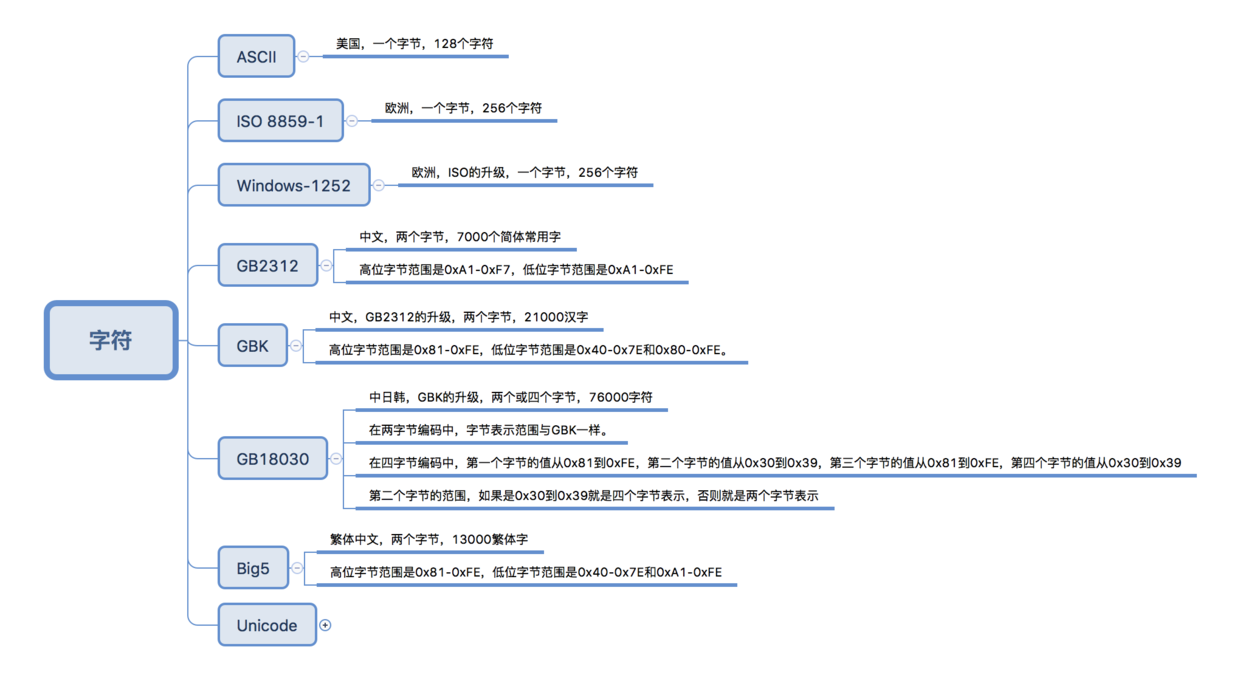 字符
ASCII
美国，一个字节，128个字符
ISO 8859-1
欧洲，一个字节，256个字符
Windows-1252
欧洲，ISO的升级，一个字节，256个字符
GB2312
中文，两个字节，7000个简体常用字
高位字节范围是0xA1-0xF7，低位字节范围是0xA1-0xFE
GBK
中文，GB2312的升级，两个字节，21000汉字
高位字节范围是0x81-0xFE，低位字节范围是0x40-0x7E和0x80-0xFE。
GB18030
中日韩，GBK的升级，两个或四个字节，76000字符
在两字节编码中，字节表示范围与GBK一样。
在四字节编码中，第一个字节的值从0x81到0xFE，第二个字节的值从0x30到0x39，第三个字节的值从0x81到0xFE，第四个字节的值从0x30到0x39
第二个字节的范围，如果是0x30到0x39就是四个字节表示，否则就是两个字节表示
Big5
繁体中文，两个字节，13000繁体字
高位字节范围是0x81-0xFE，低位字节范围是0x40-0x7E和0xA1-0xFE
Unicode